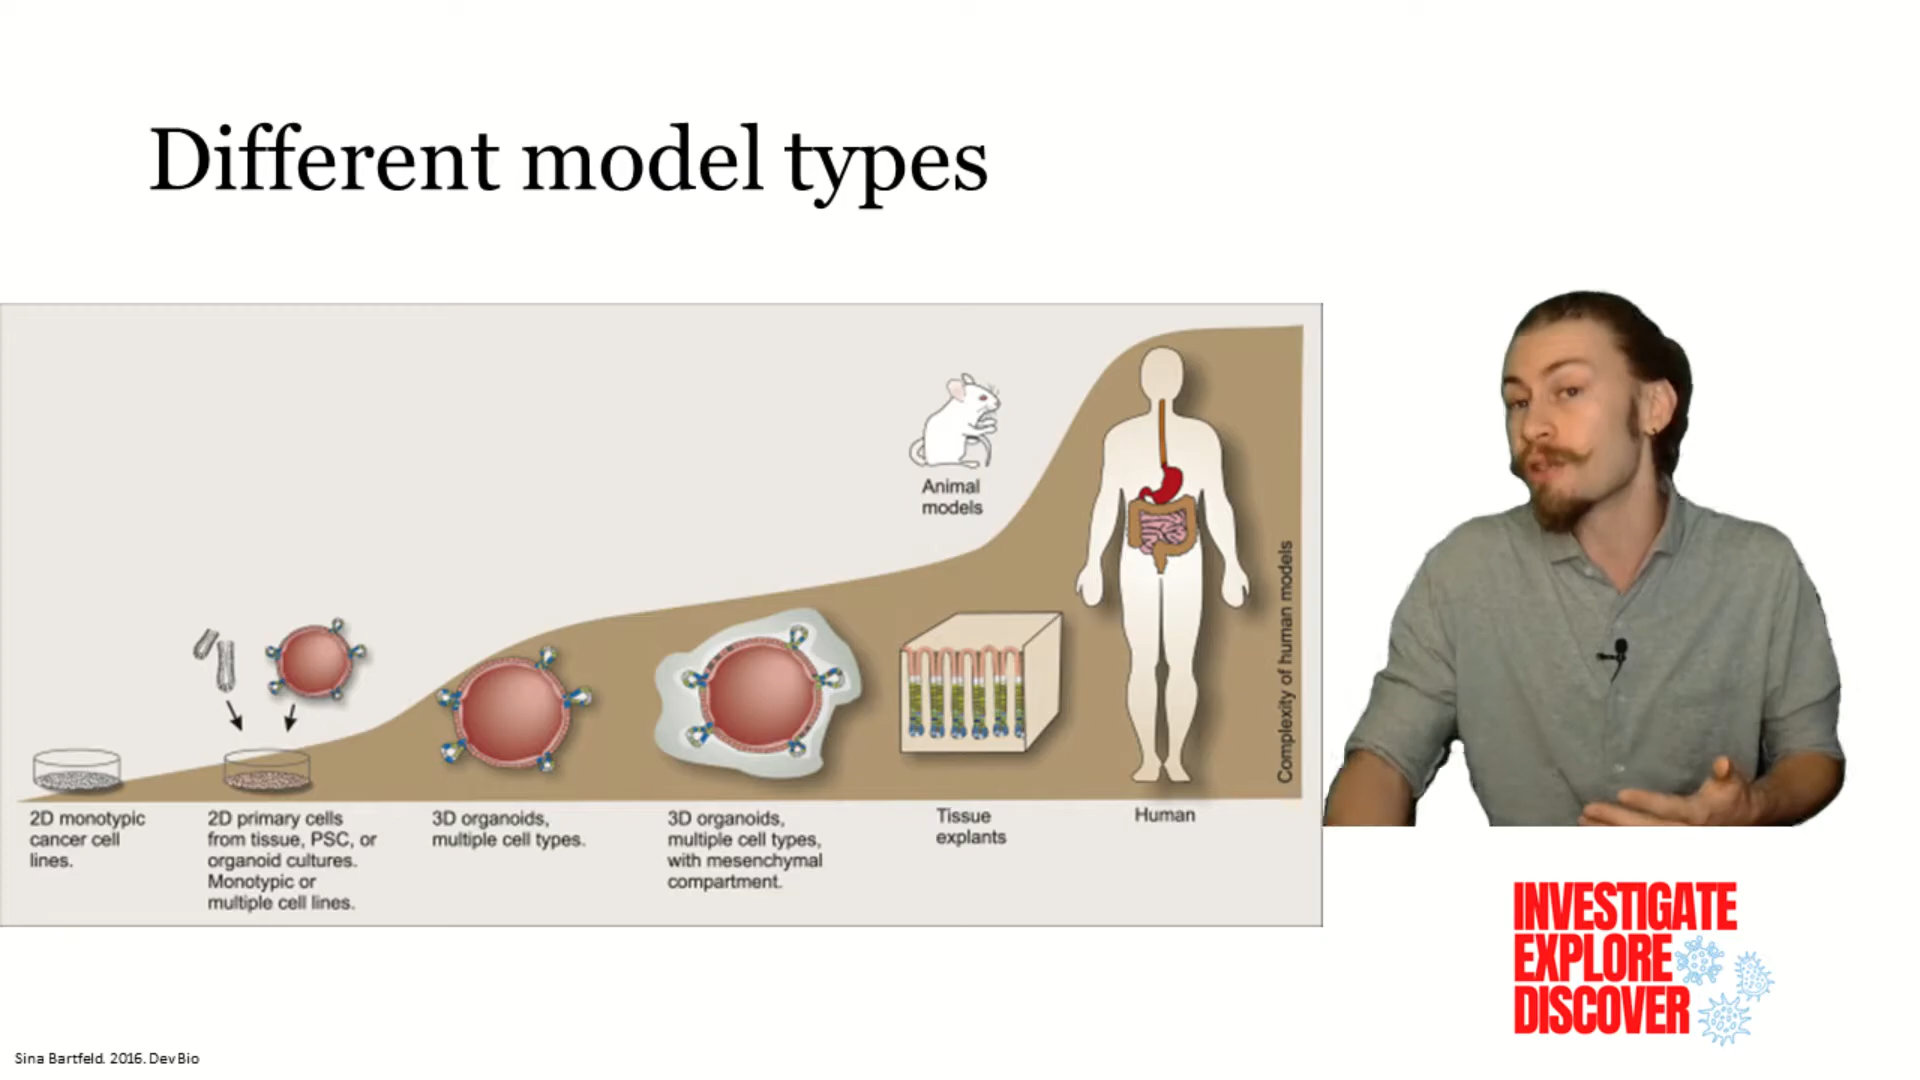 Different model types
Animal
models
Complexity of human models
2D monotypic
cancer cell
lines.
2D primary cells
from tissue, PSC, or
organoid cultures.
Monotypic or
multiple cell lines.
3D organoids,
multiple cell types.
3D organoids,
multiple cell types,
with mesenchymal
compartment.
Tissue
explants
Human
INVESTIGATE
EXPLORE
DISCOVER
Sina Bartfeld. 2016. DevBio